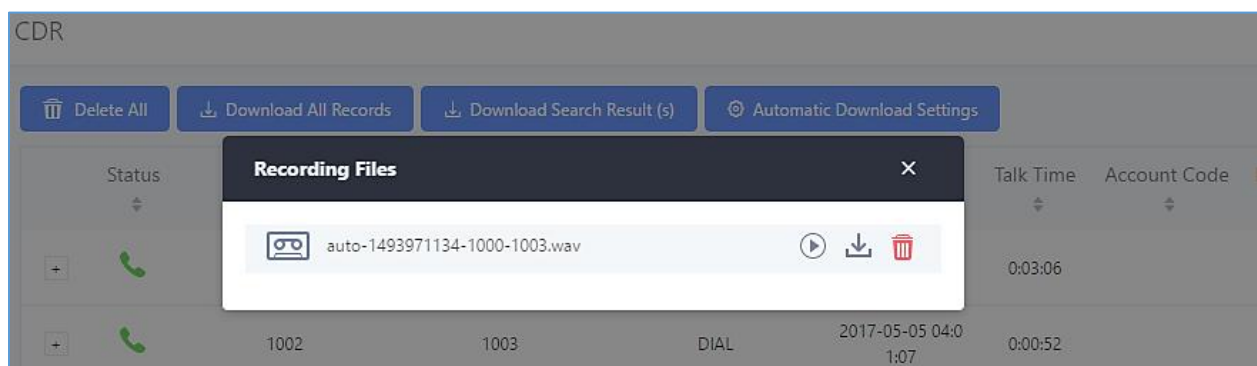 CDR
Delete All
Download All Records
Download Search Result (s)
Automatic Download Settings
Recording Files
Status
Talk Time
Account Code
auto-1493971134-1000-1003.wav
0:03:06
1002
1003
DIAL
2017-05-05 04:0
1:07
0:00:52